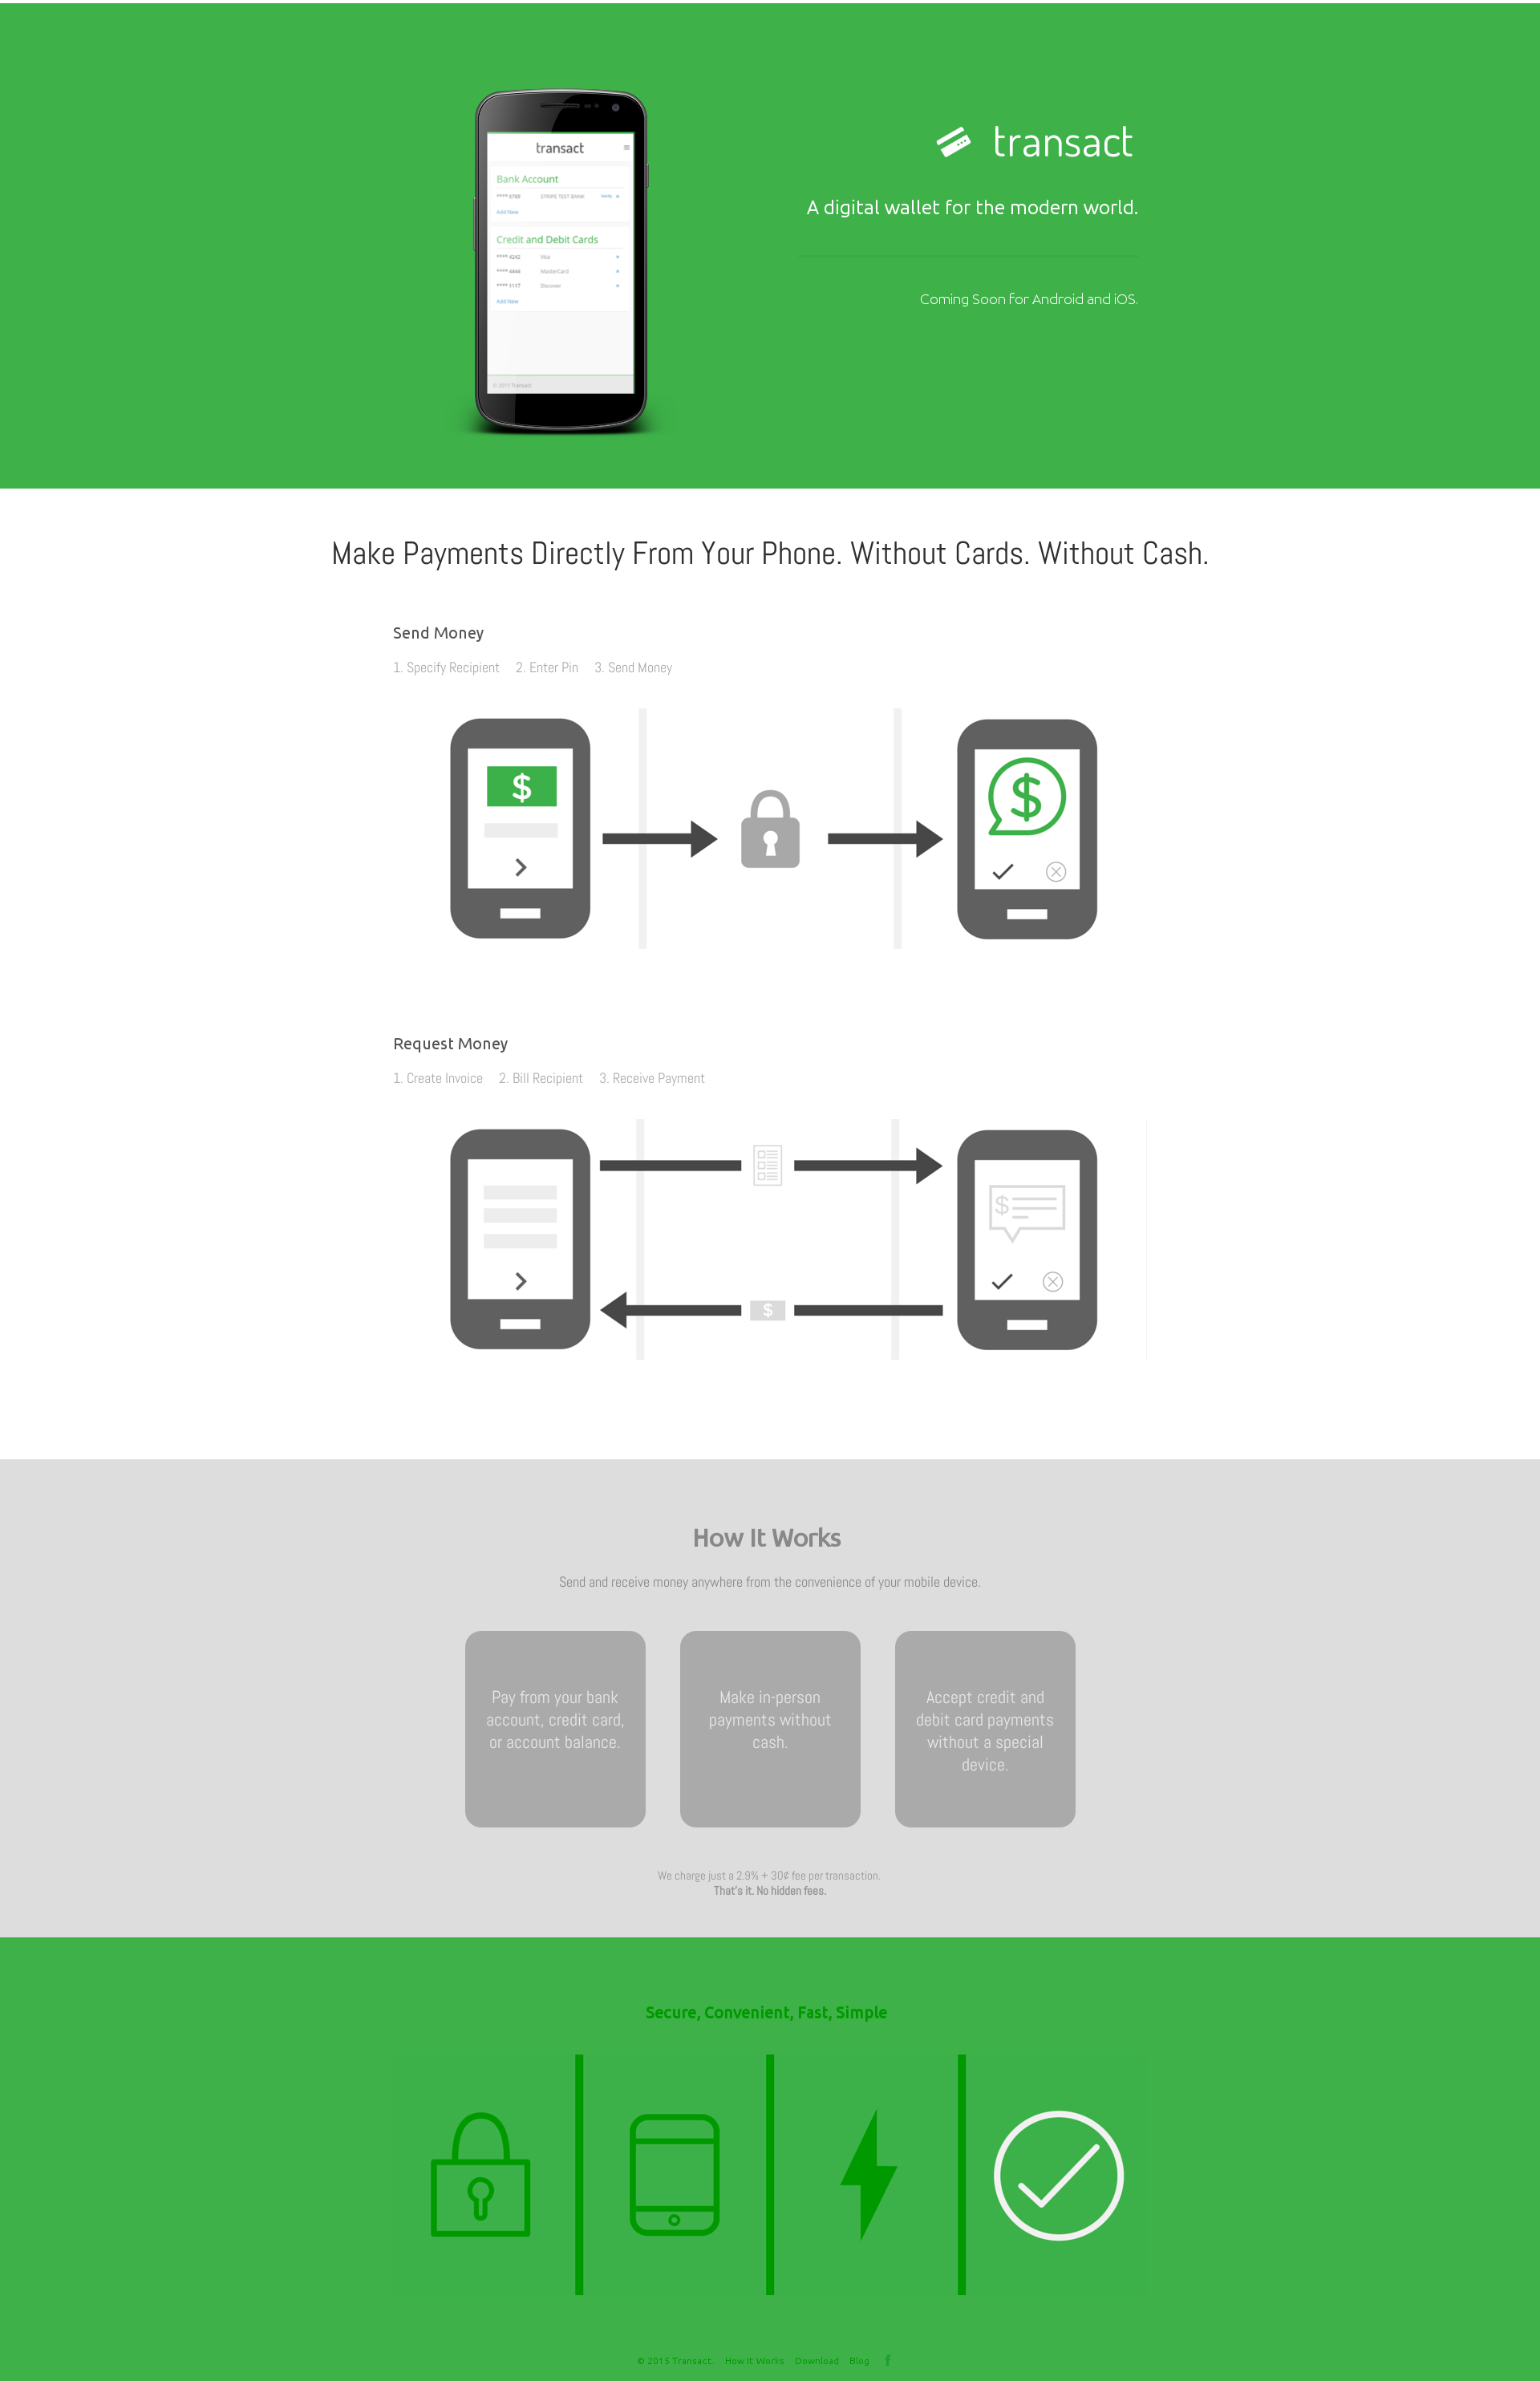 transact
Bank Account
**** 6789 STRIPE TEST BANK Verify
Add New
Credit and Debit Cards
**** 4242 Visa
**** 4444 MasterCard
**** 1117 Discover
Add New
© 2015 Transact
transact
A digital wallet for the modern world.
Coming Soon for Android and iOS.
Make Payments Directly From Your Phone. Without Cards. Without Cash.
Send Money
1. Specify Recipient 2. Enter Pin 3. Send Money
$
$
Request Money
1. Create Invoice 2. Bill Recipient 3. Receive Payment
$
$
How It Works
Send and receive money anywhere from the convenience of your mobile device.
Pay from your bank
account, credit card,
or account balance.
Make in-person
payments without
cash.
Accept credit and
debit card payments
without a special
device.
We charge just a 2.9% + 30¢ fee per transaction.
That's it. No hidden fees.
Secure, Convenient, Fast, Simple
© 2015 Transact. How It Works Download Blog